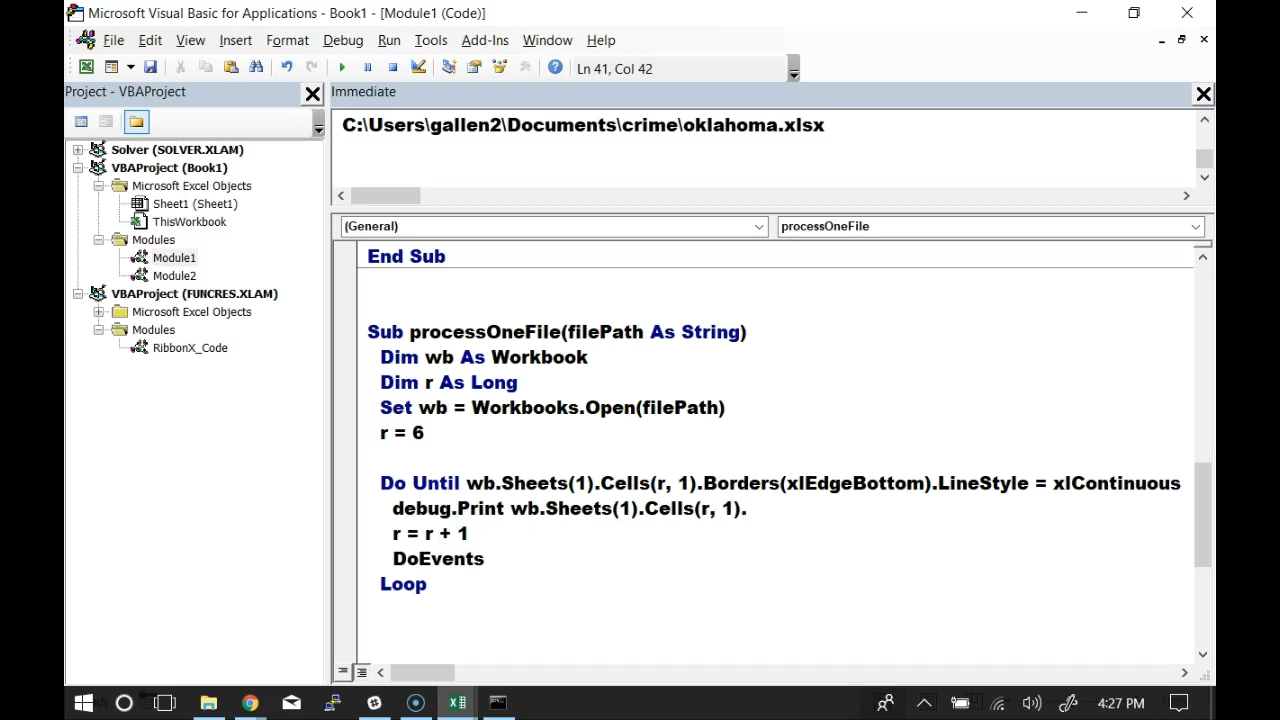 Microsoft Visual Basic for Applications - Book1 - [Module1 (Code)]
File Edit View Insert Format Debug Run Tools Add-Ins Window Help
Ln 41, Col 42
Project - VBAProject
Solver (SOLVER.XLAM)
VBAProject (Book1)
Microsoft Excel Objects
Sheet1 (Sheet1)
ThisWorkbook
Modules
Module1
Module2
VBAProject (FUNCRES.XLAM)
Microsoft Excel Objects
Modules
RibbonX_Code
Immediate
C:\Users\gallen2\Documents\crime\oklahoma.xlsx
(General) processOneFile
End Sub
Sub processOneFile(filePath As String)
Dim wb As Workbook
Dim r As Long
Set wb = Workbooks.Open(filePath)
r = 6
Do Until wb.Sheets(1).Cells(r, 1).Borders(xlEdgeBottom).LineStyle = xlContinuous
debug.Print wb.Sheets(1).Cells(r, 1).
r = r + 1
DoEvents
Loop
4:27 PM